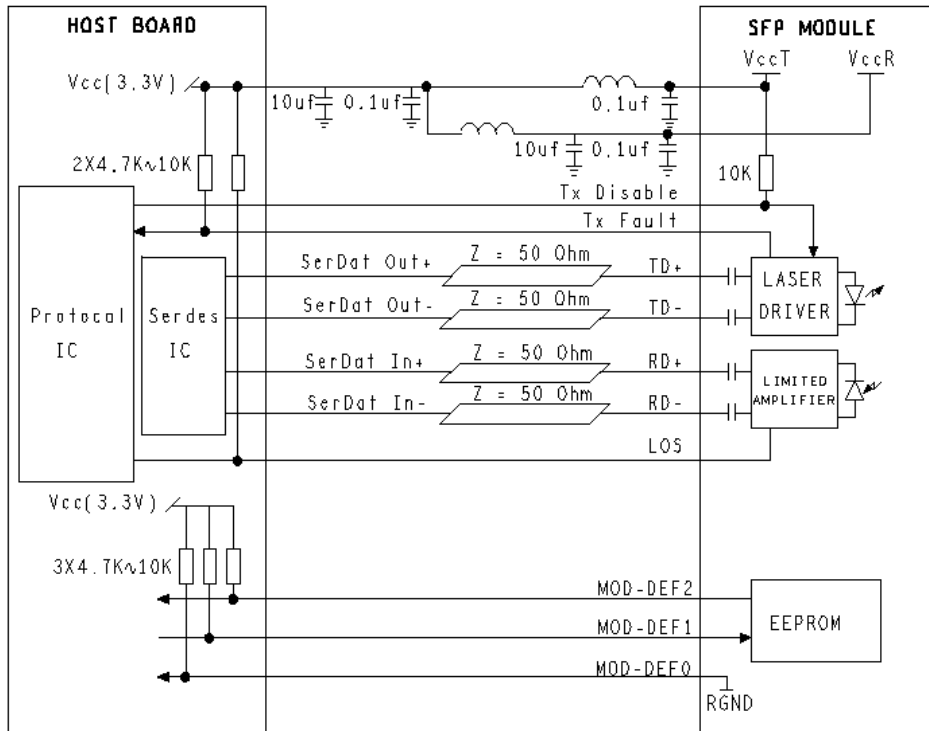 HOST BOARD
SFP MODULE
VccT
VccR
Vcc(3.3V)
10uf
0.1uf
0.1uf
10uf
0.1uf
2X4.7K~10K
10K
Tx Disable
Tx Fault
SerDat Out+
Z = 50 Ohm
TD+
SerDat Out-
Z = 50 Ohm
TD-
LASER
DRIVER
Protocal
IC
Serdes
IC
SerDat In+
Z = 50 Ohm
RD+
SerDat In-
Z = 50 Ohm
RD-
LIMITED
AMPLIFIER
LOS
Vcc(3.3V)
3X4.7K~10K
MOD-DEF2
MOD-DEF1
EEPROM
MOD-DEF0
RGND